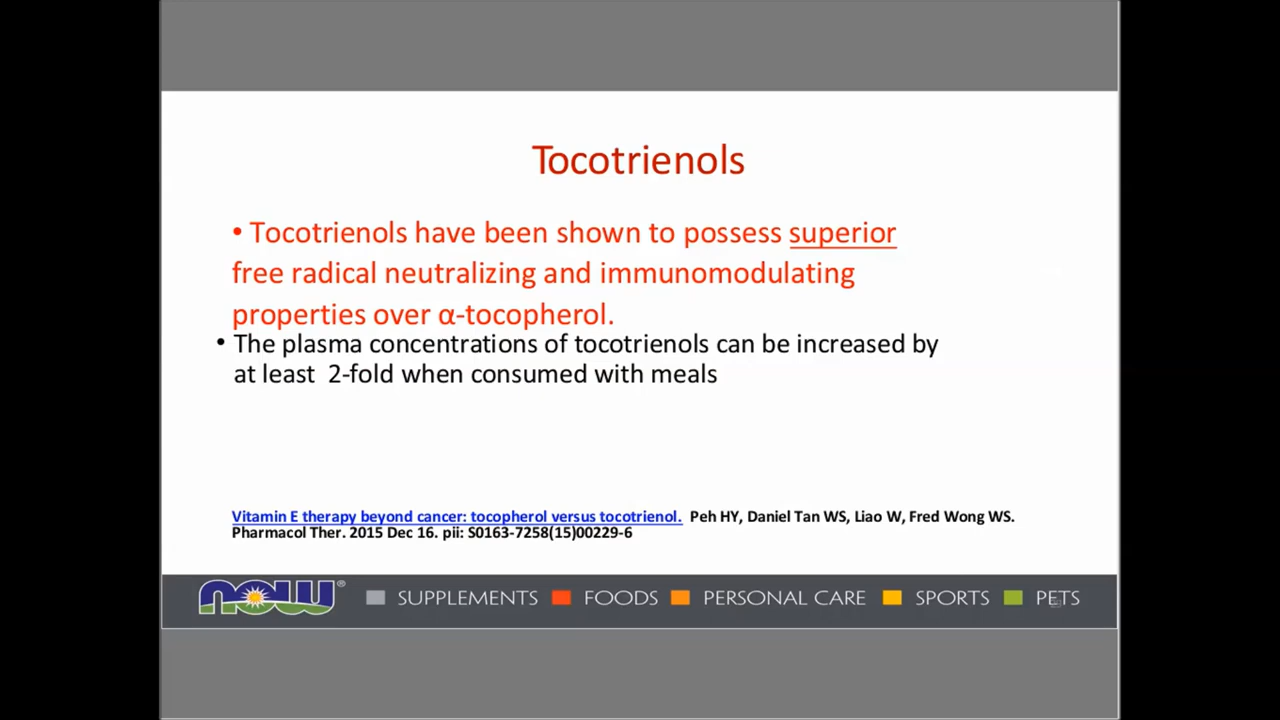 Tocotrienols
• Tocotrienols have been shown to possess superior
free radical neutralizing and immunomodulating
properties over α-tocopherol.
• The plasma concentrations of tocotrienols can be increased by
at least  2-fold when consumed with meals
Vitamin E therapy beyond cancer: tocopherol versus tocotrienol.  Peh HY, Daniel Tan WS, Liao W, Fred Wong WS.
Pharmacol Ther. 2015 Dec 16. pii: S0163-7258(15)00229-6
now® SUPPLEMENTS FOODS PERSONAL CARE SPORTS PETS